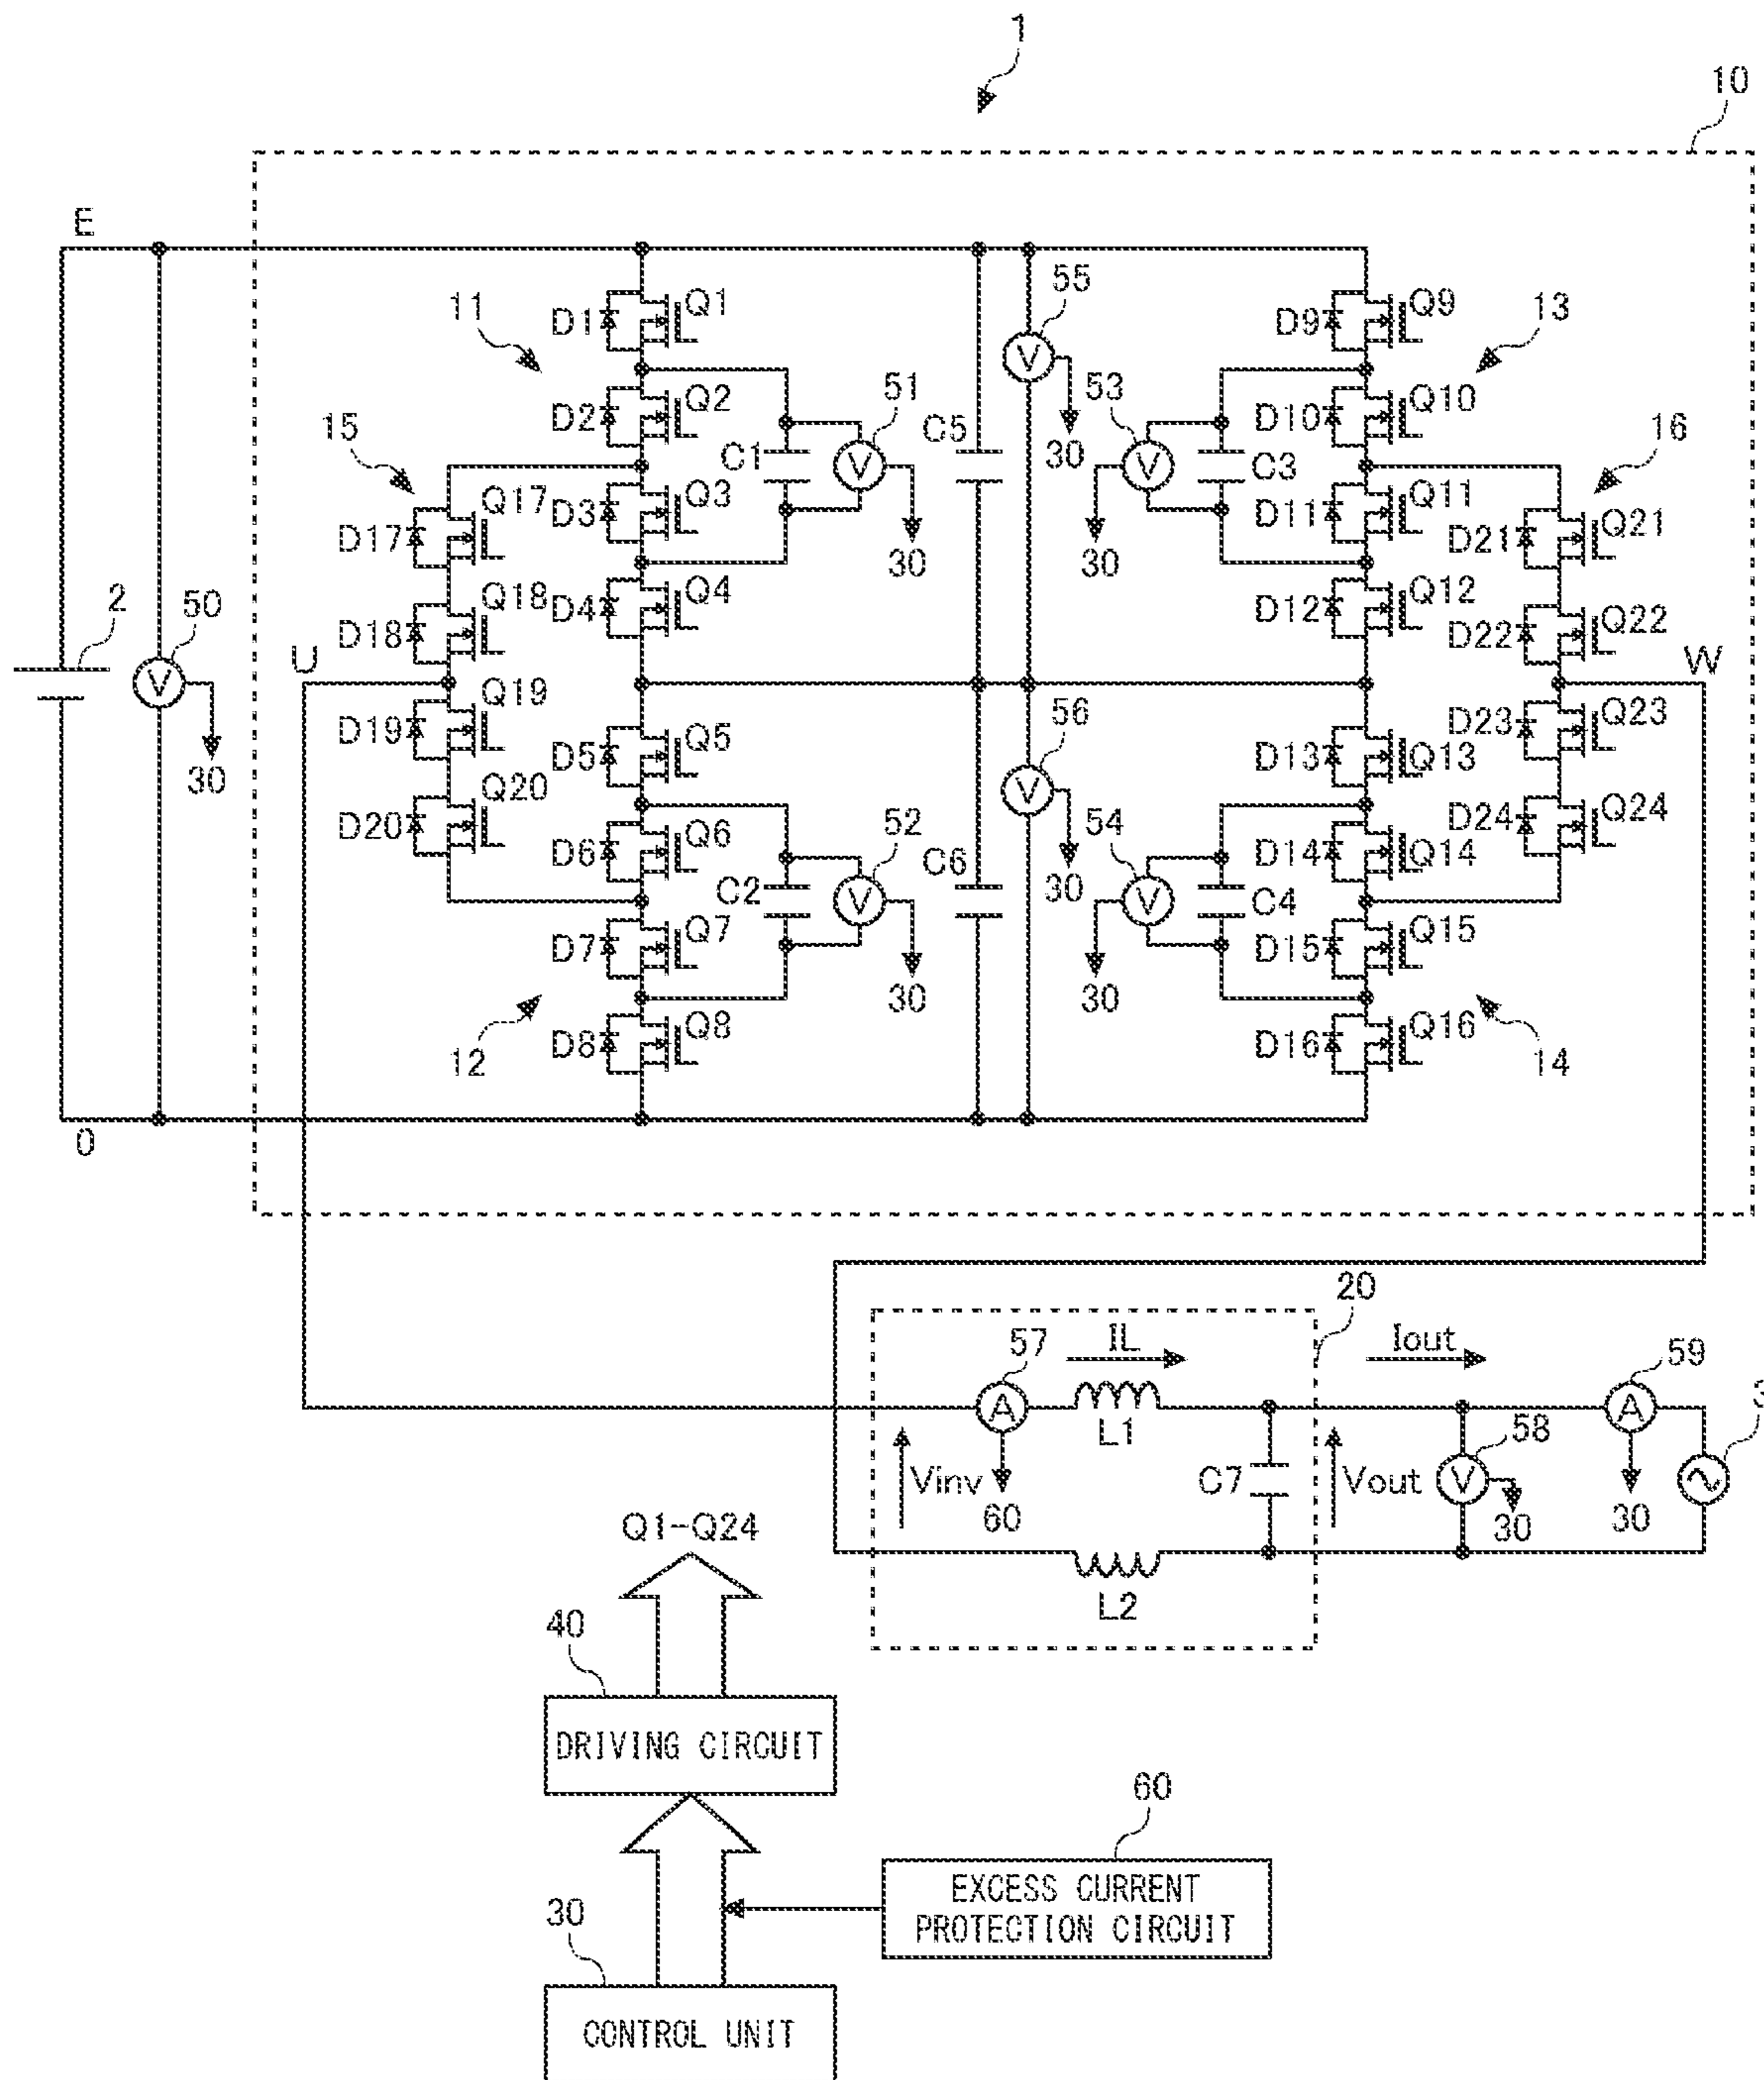 1
10
E
55
11
D1
Q1
D9
Q9
13
D2
Q2
51
C5
53
D10
Q10
15
C1
30
C3
16
Q17
D3
Q3
D11
Q11
D17
30
30
D21
Q21
2
50
Q18
D4
Q4
D12
Q12
D18
D22
Q22
U
W
Q19
56
D19
Q5
D23
Q23
30
D5
D13
Q13
Q20
D20
Q6
52
54
D24
Q24
D6
C6
30
D14
Q14
C2
C4
D7
Q7
D15
Q15
30
30
12
D8
Q8
D16
Q16
14
0
20
57
IL
Iout
59
3
L1
58
Vinv
C7
Vout
60
30
30
Q1-Q24
L2
40
DRIVING CIRCUIT
60
30
EXCESS CURRENT
PROTECTION CIRCUIT
CONTROL UNIT
V
V
V
V
V
V
V
A
V
A